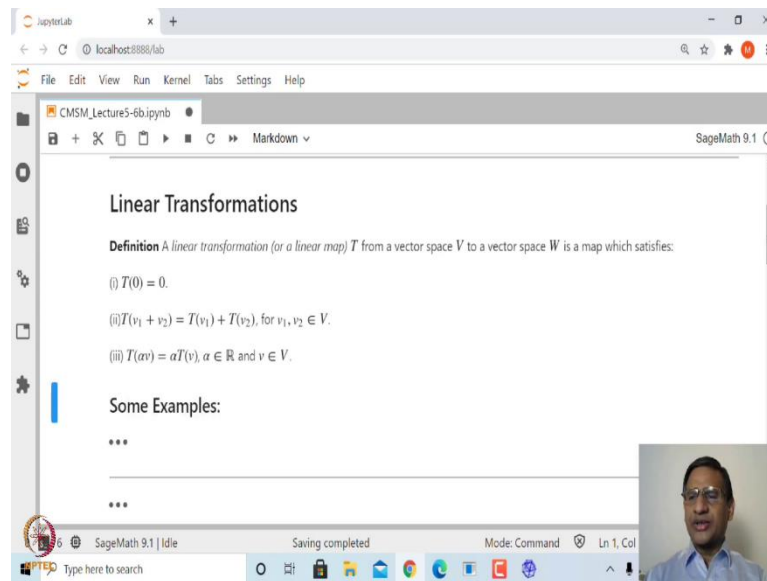 JupyterLab
localhost:8888/lab
M
File Edit View Run Kernel Tabs Settings Help
CMSM_Lecture5-6b.ipynb
Markdown
SageMath 9.1
Linear Transformations
Definition A linear transformation (or a linear map) T from a vector space V to a vector space W is a map which satisfies:
(i) T(0) = 0.
(ii)T(v₁ + v₂) = T(v₁) + T(v₂), for v₁, v₂ ∈ V.
(iii) T(αv) = αT(v), α ∈ ℝ and v ∈ V.
Some Examples:
6 SageMath 9.1 | Idle Saving completed Mode: Command Ln 1, Col
NPTEL Type here to search